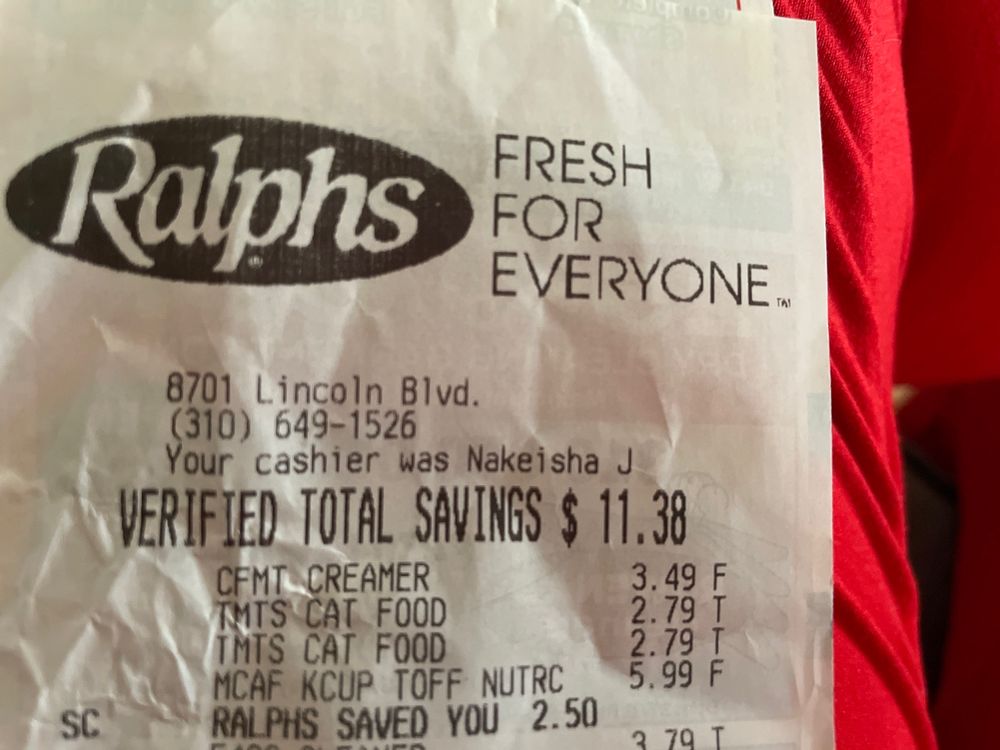 Ralphs®
FRESH
FOR
EVERYONE™
8701 Lincoln Blvd.
(310) 649-1526
Your cashier was Nakeisha J
VERIFIED TOTAL SAVINGS $ 11.38
CFMT CREAMER 3.49 F
TMTS CAT FOOD 2.79 T
TMTS CAT FOOD 2.79 T
MCAF KCUP TOFF NUTRC 5.99 F
SC RALPHS SAVED YOU 2.50
CLEANER 3.79 T